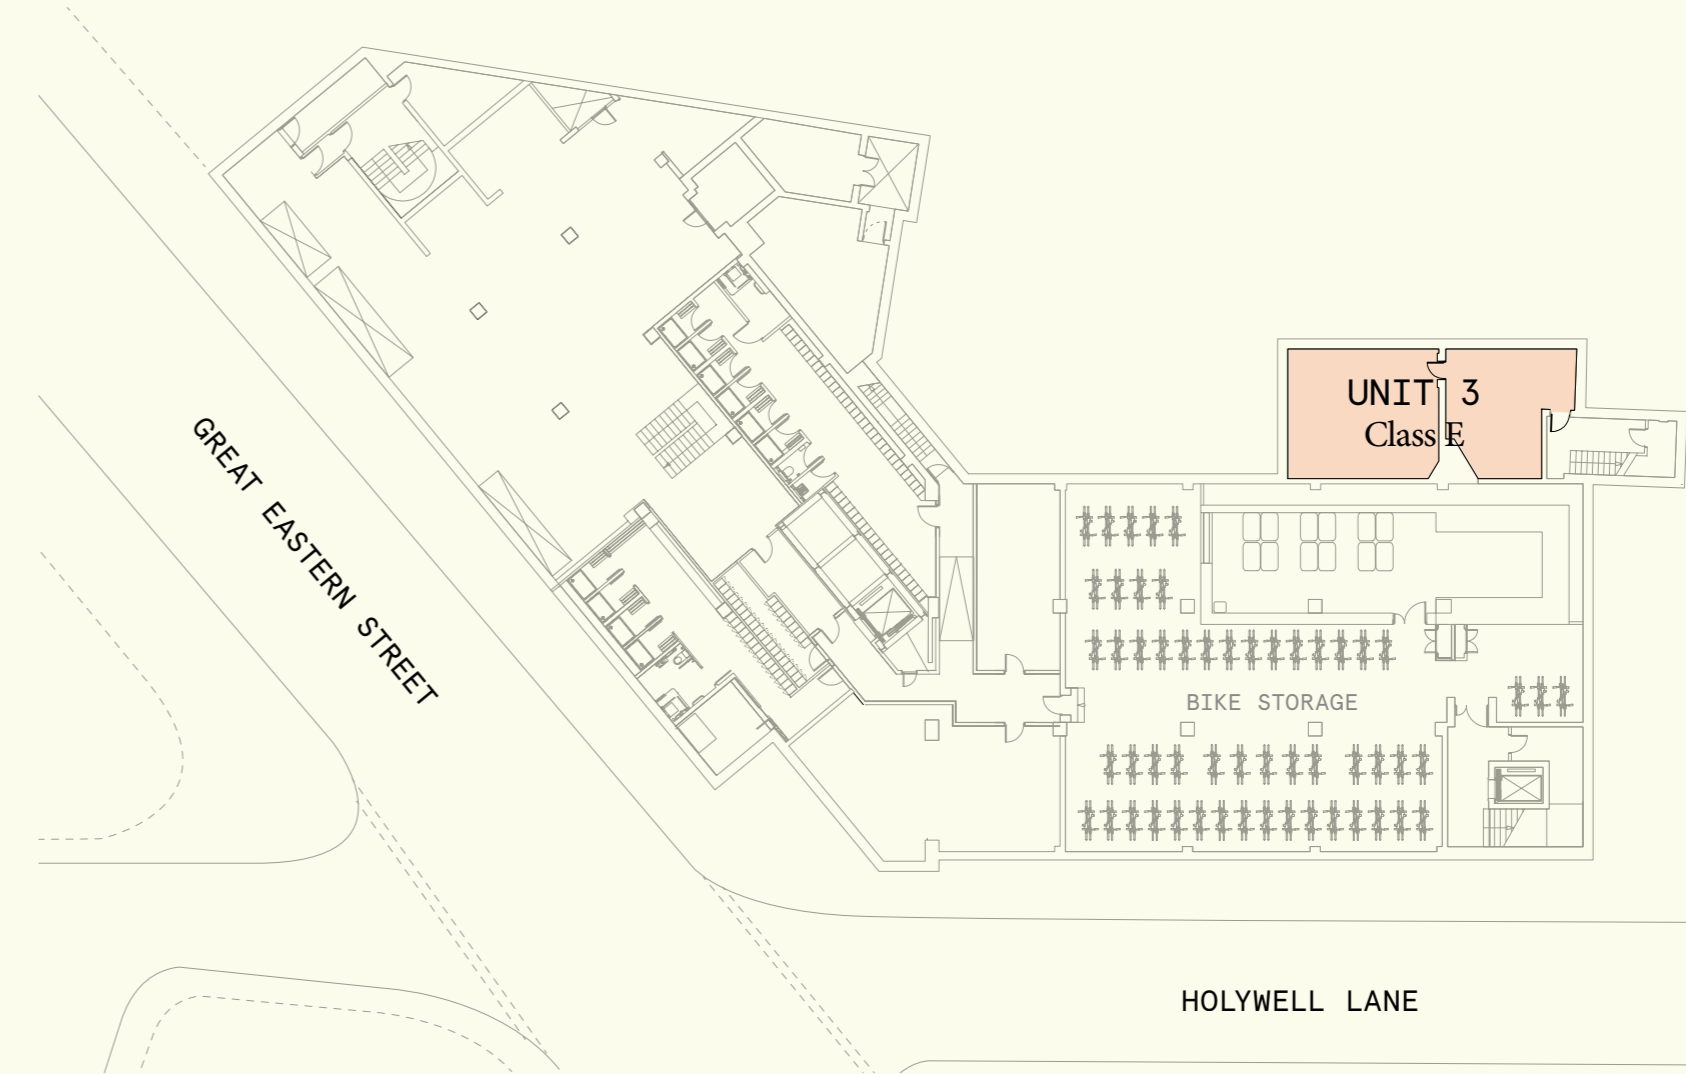 UNIT 3
Class E
GREAT EASTERN STREET
BIKE STORAGE
HOLYWELL LANE